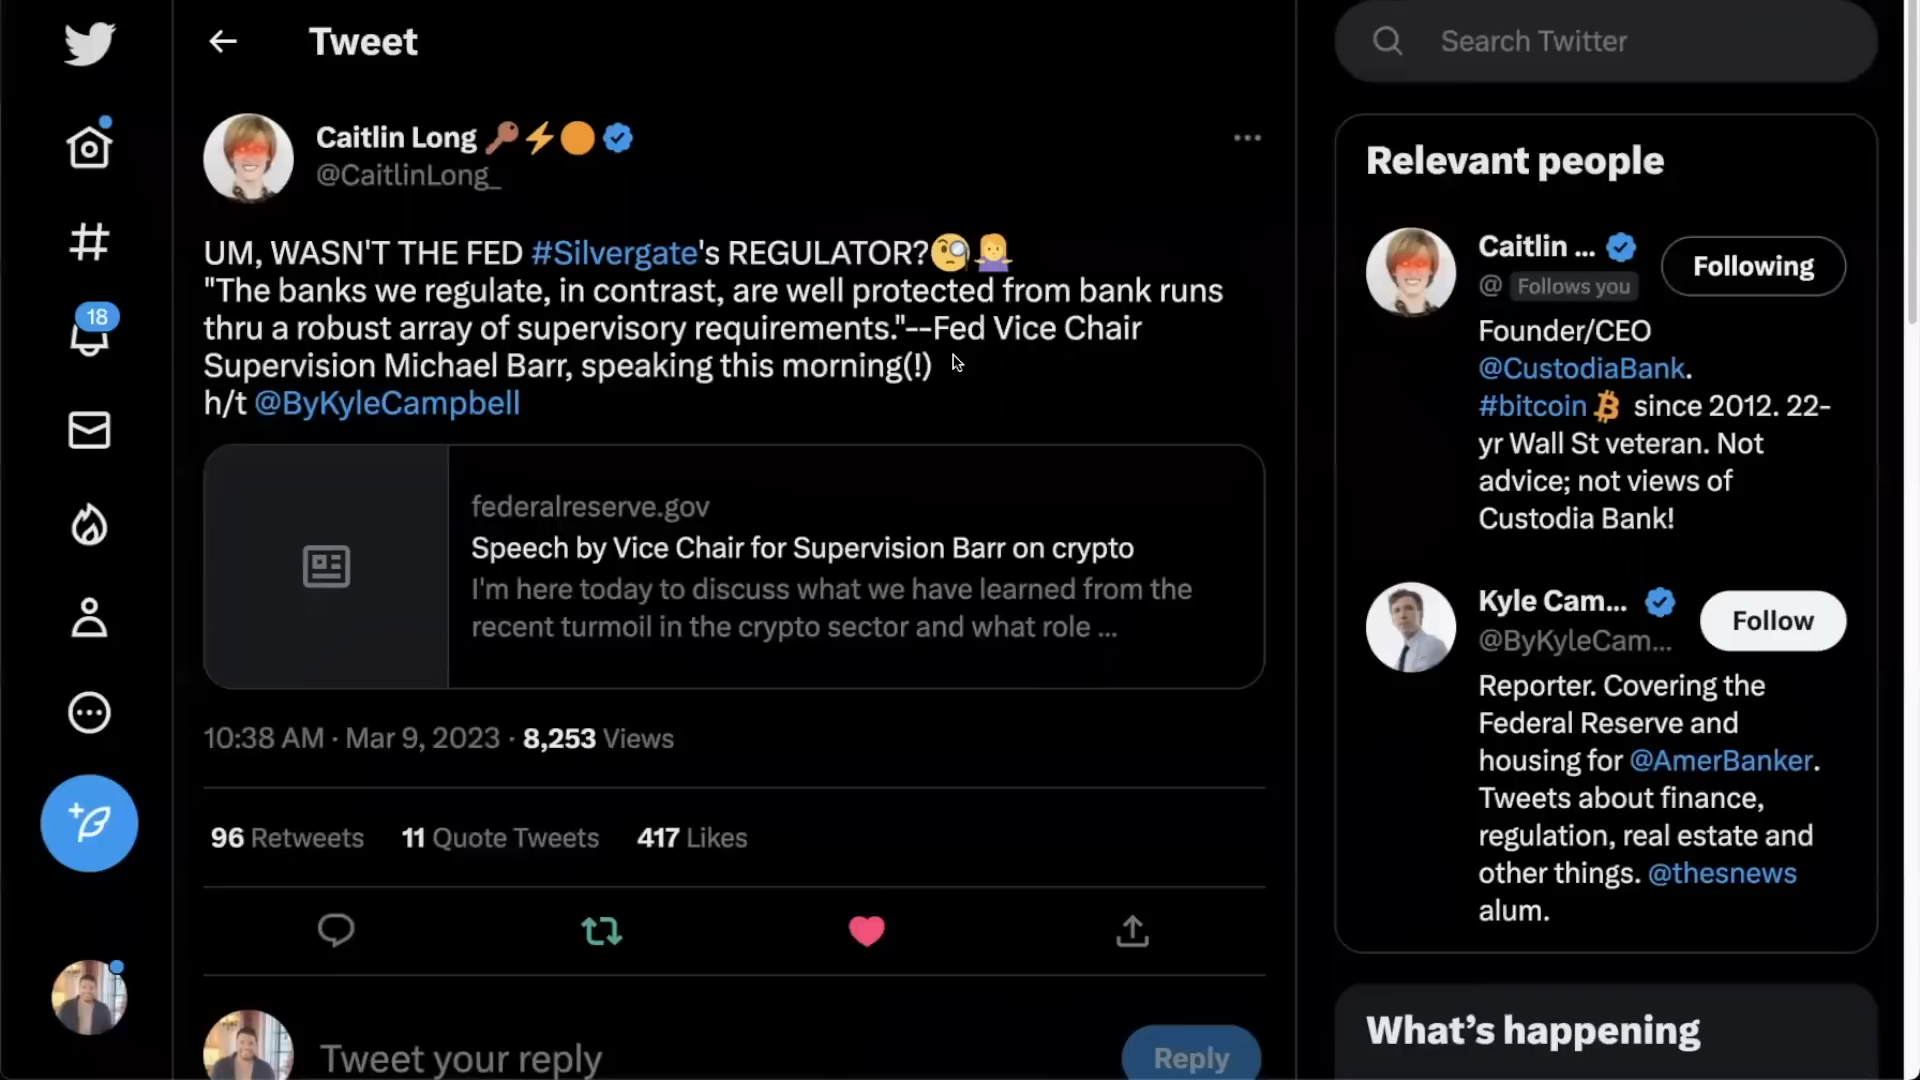 Tweet
Search Twitter
Caitlin Long
@CaitlinLong_
UM, WASN'T THE FED #Silvergate's REGULATOR?
"The banks we regulate, in contrast, are well protected from bank runs
thru a robust array of supervisory requirements."--Fed Vice Chair
Supervision Michael Barr, speaking this morning(!)
h/t @ByKyleCampbell
federalreserve.gov
Speech by Vice Chair for Supervision Barr on crypto
I'm here today to discuss what we have learned from the
recent turmoil in the crypto sector and what role ...
10:38 AM · Mar 9, 2023 · 8,253 Views
96 Retweets 11 Quote Tweets 417 Likes
Tweet your reply
Reply
18
Relevant people
Caitlin ...
@ Follows you
Following
Founder/CEO
@CustodiaBank.
#bitcoin since 2012. 22-
yr Wall St veteran. Not
advice; not views of
Custodia Bank!
Kyle Cam...
@ByKyleCam...
Follow
Reporter. Covering the
Federal Reserve and
housing for @AmerBanker.
Tweets about finance,
regulation, real estate and
other things. @thesnews
alum.
What's happening